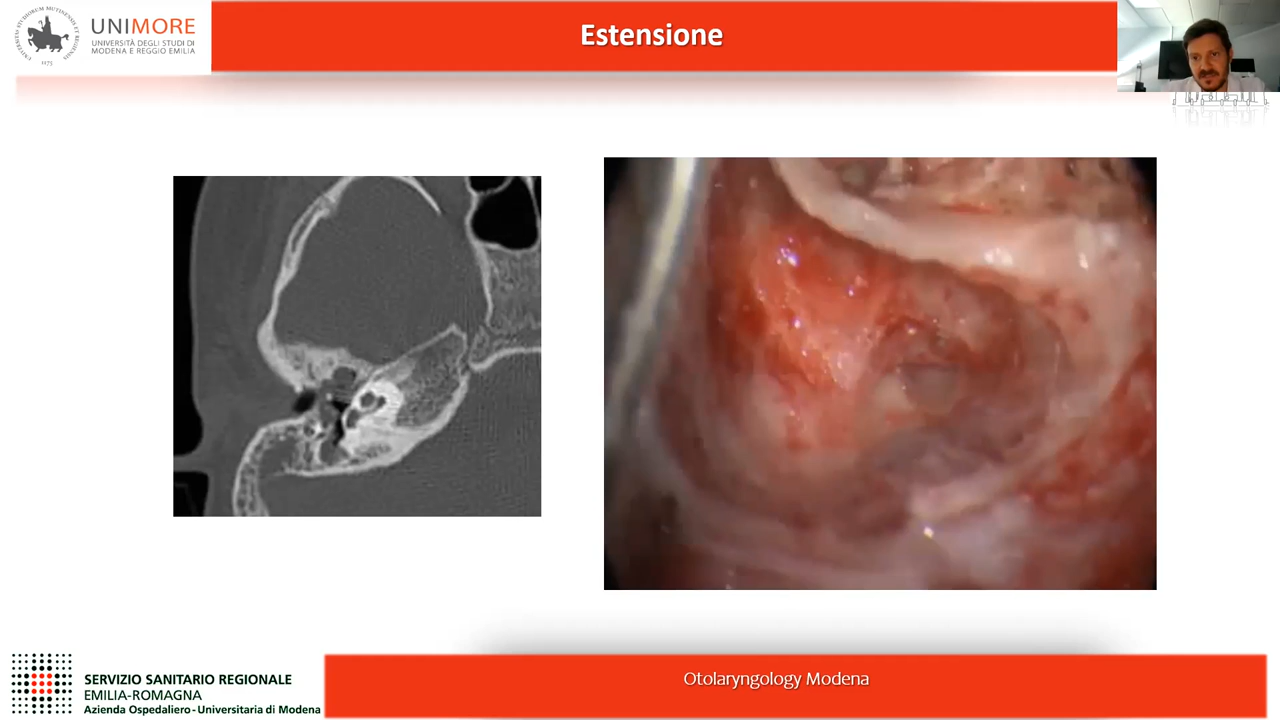 UNIMORE
UNIVERSITÀ DEGLI STUDI DI
MODENA E REGGIO EMILIA
1175
Estensione
SERVIZIO SANITARIO REGIONALE
EMILIA-ROMAGNA
Azienda Ospedaliero - Universitaria di Modena
Otolaryngology Modena